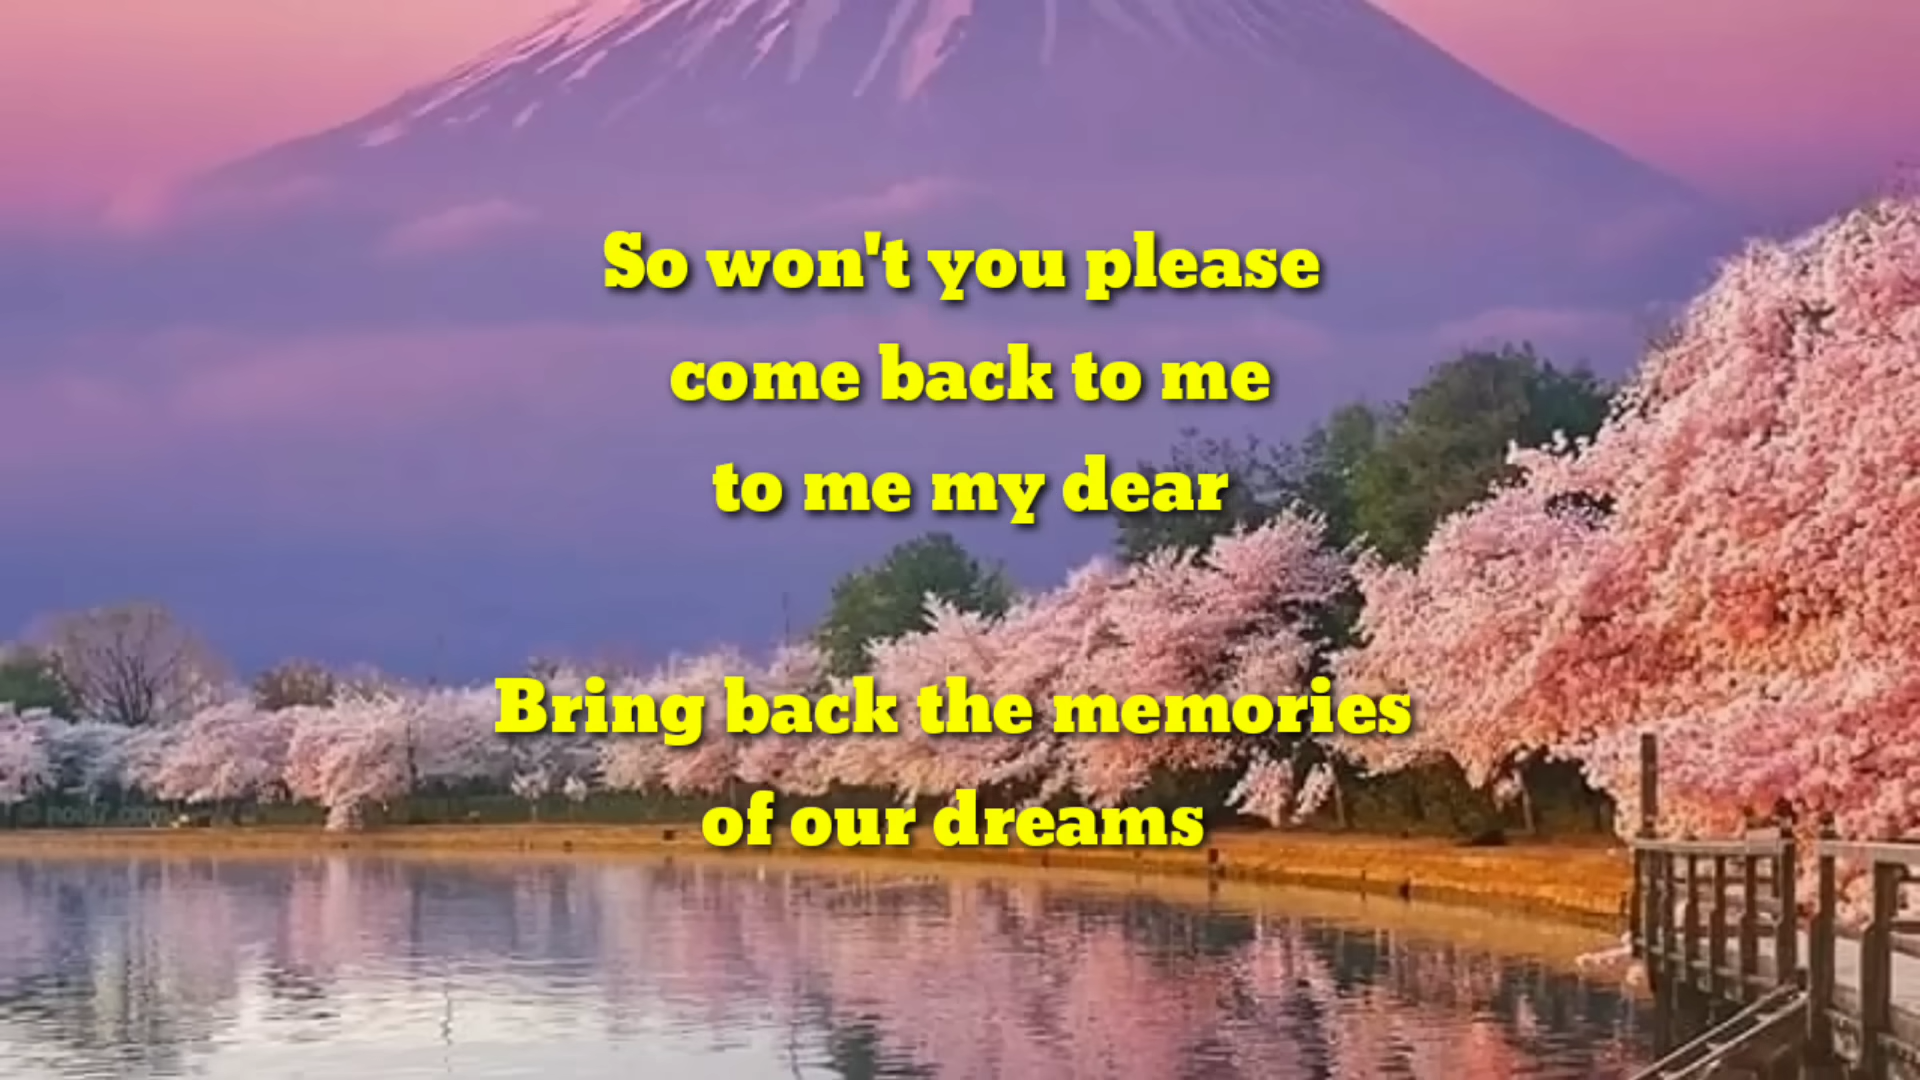 So won't you please
come back to me
to me my dear
Bring back the memories
of our dreams